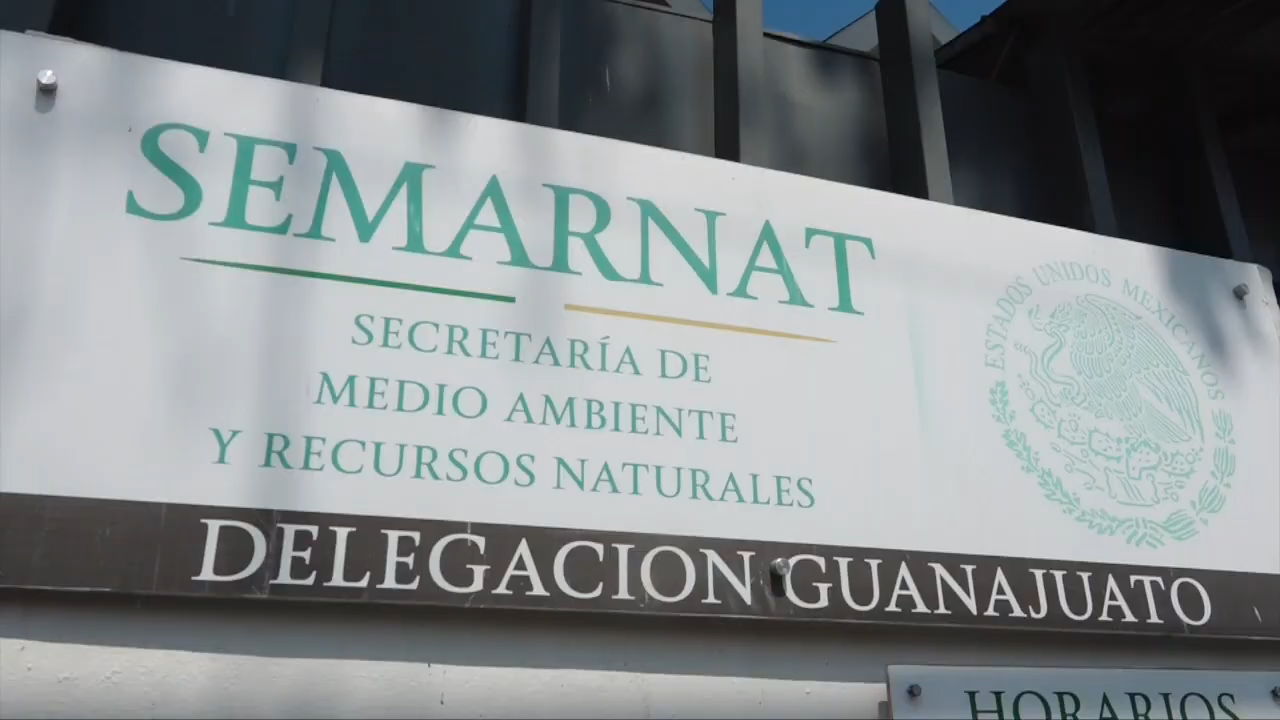 SEMARNAT
SECRETARÍA DE
MEDIO AMBIENTE
Y RECURSOS NATURALES
ESTADOS UNIDOS MEXICANOS
DELEGACION GUANAJUATO
HORARIOS